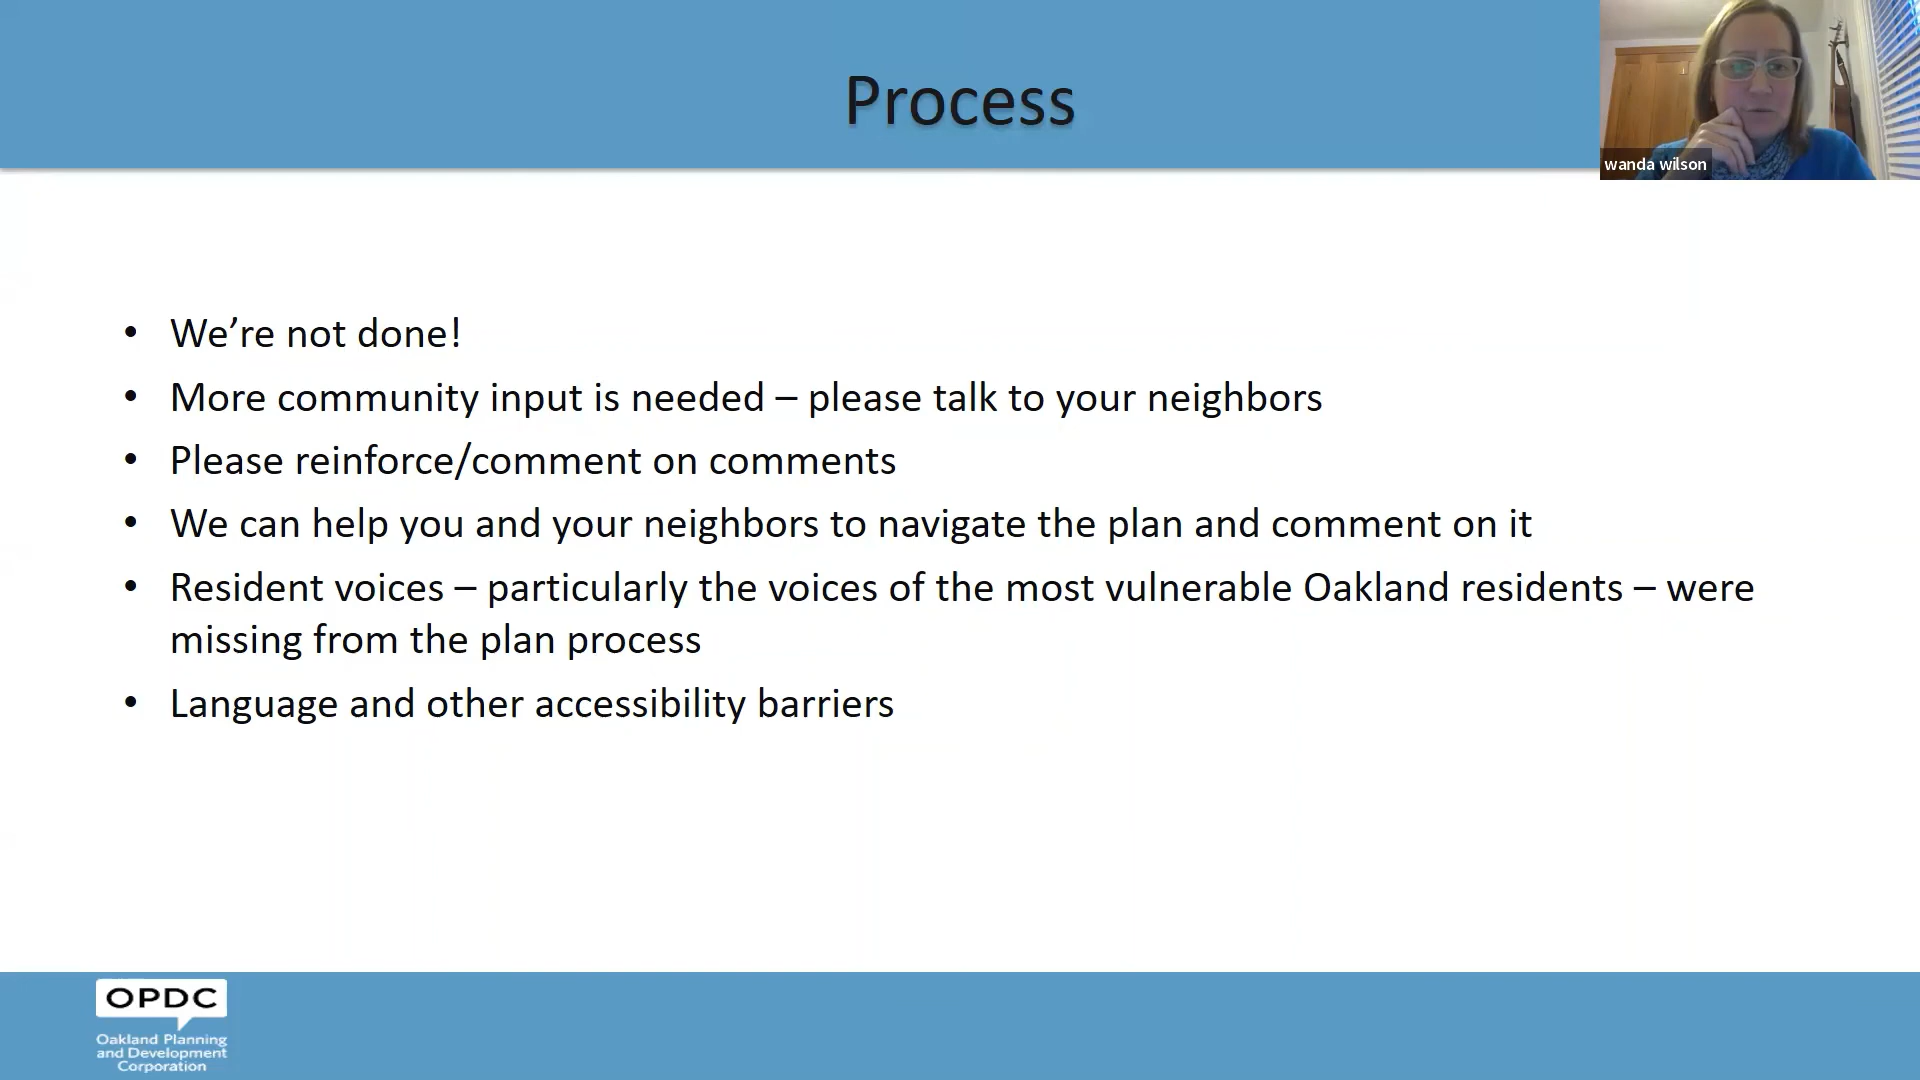 Process
wanda wilson
• We’re not done!
• More community input is needed – please talk to your neighbors
• Please reinforce/comment on comments
• We can help you and your neighbors to navigate the plan and comment on it
• Resident voices – particularly the voices of the most vulnerable Oakland residents – were
missing from the plan process
• Language and other accessibility barriers
OPDC
Oakland Planning
and Development
Corporation